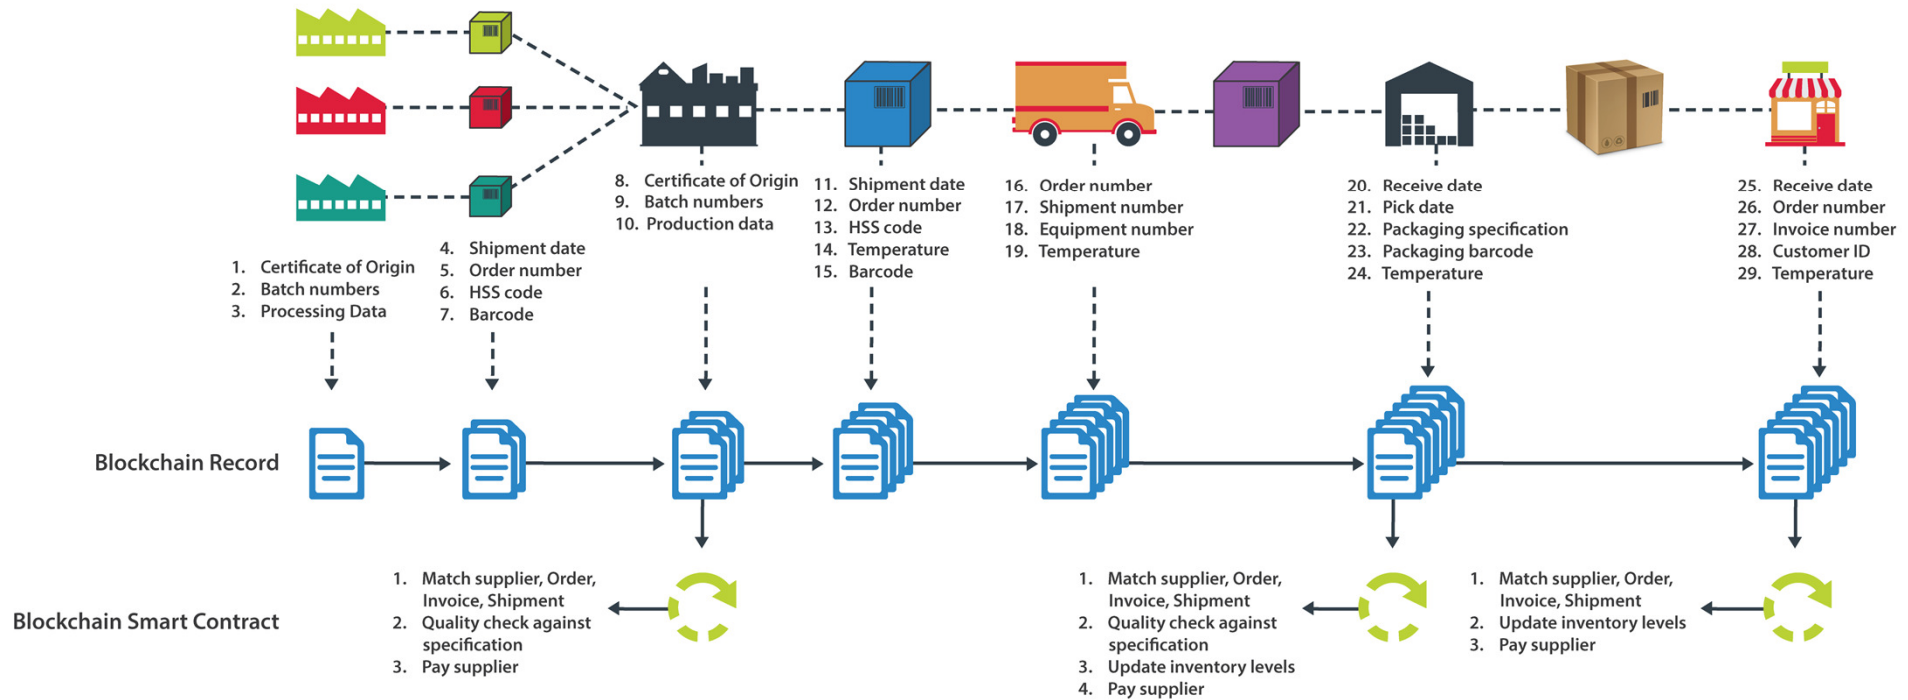 1. Certificate of Origin
2. Batch numbers
3. Processing Data
4. Shipment date
5. Order number
6. HSS code
7. Barcode
8. Certificate of Origin
9. Batch numbers
10. Production data
11. Shipment date
12. Order number
13. HSS code
14. Temperature
15. Barcode
16. Order number
17. Shipment number
18. Equipment number
19. Temperature
20. Receive date
21. Pick date
22. Packaging specification
23. Packaging barcode
24. Temperature
25. Receive date
26. Order number
27. Invoice number
28. Customer ID
29. Temperature
Blockchain Record
Blockchain Smart Contract
1. Match supplier, Order,
Invoice, Shipment
2. Quality check against
specification
3. Pay supplier
1. Match supplier, Order,
Invoice, Shipment
2. Quality check against
specification
3. Update inventory levels
4. Pay supplier
1. Match supplier, Order,
Invoice, Shipment
2. Update inventory levels
3. Pay supplier